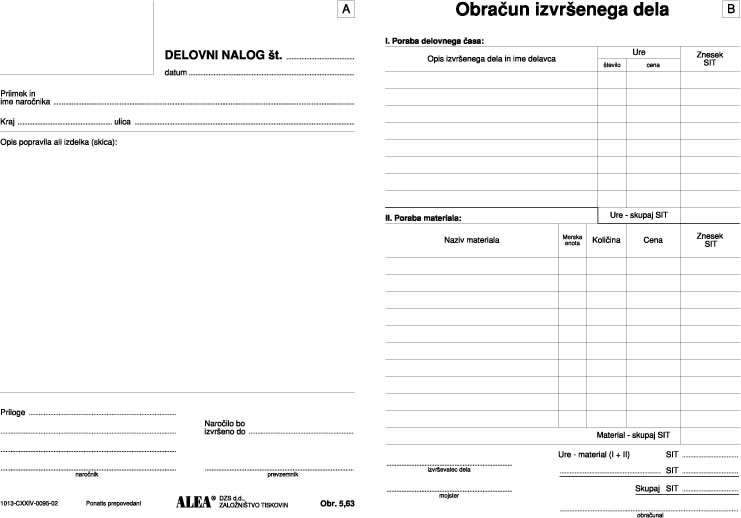 A
DELOVNI NALOG št.
datum
Priimek in
ime naročnika
Kraj ulica
Opis popravila ali izdelka (skica):
Priloge
Naročilo bo
izvršeno do
naročnik prevzemnik
1013-CXXIV-0095-02 Ponatis prepovedani ALEA® DZS d.d., ZALOŽNIŠTVO TISKOVIN Obr. 5,63
Obračun izvršenega dela B
I. Poraba delovnega časa:
Opis izvršenega dela in ime delavca Ure Znesek SIT
število cena
Ure - skupaj SIT
II. Poraba materiala:
Naziv materiala Merska enota Količina Cena Znesek SIT
Material - skupaj SIT
Ure - material (I + II) SIT
izvrševalec dela
SIT
Skupaj SIT
mojster
obračunal